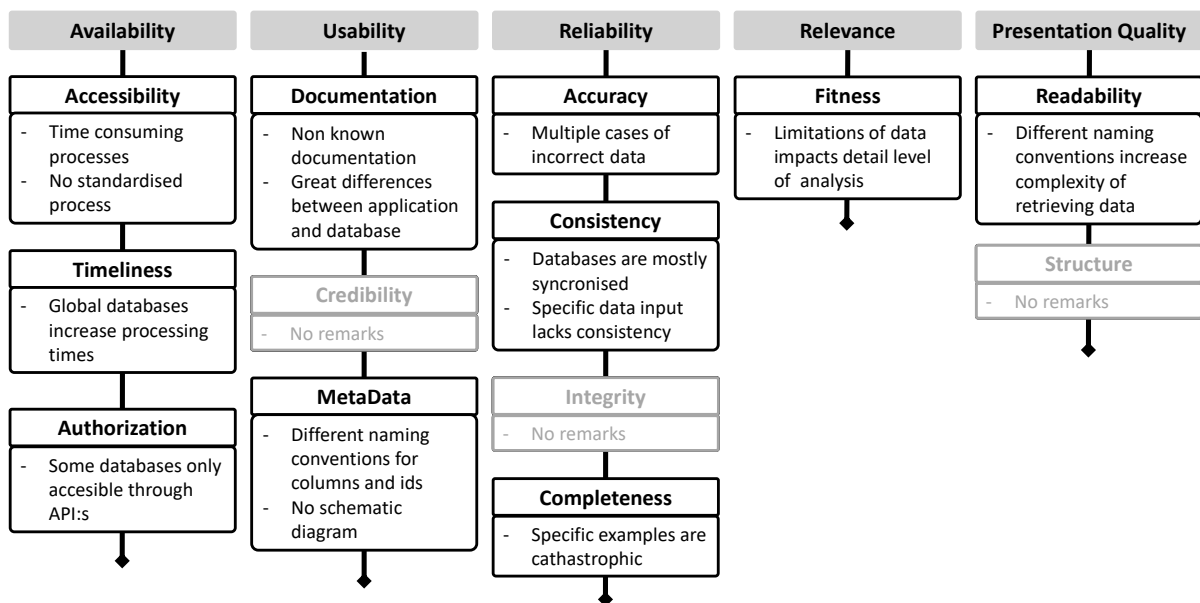 Availability
Accessibility
- Time consuming
processes
- No standardised
process
Timeliness
- Global databases
increase processing
times
Authorization
- Some databases only
accesible through
API:s
Usability
Documentation
- Non known
documentation
- Great differences
between application
and database
Credibility
- No remarks
MetaData
- Different naming
conventions for
columns and ids
- No schematic
diagram
Reliability
Accuracy
- Multiple cases of
incorrect data
Consistency
- Databases are mostly
syncronised
- Specific data input
lacks consistency
Integrity
- No remarks
Completeness
- Specific examples are
cathastrophic
Relevance
Fitness
- Limitations of data
impacts detail level
of analysis
Presentation Quality
Readability
- Different naming
conventions increase
complexity of
retrieving data
Structure
- No remarks